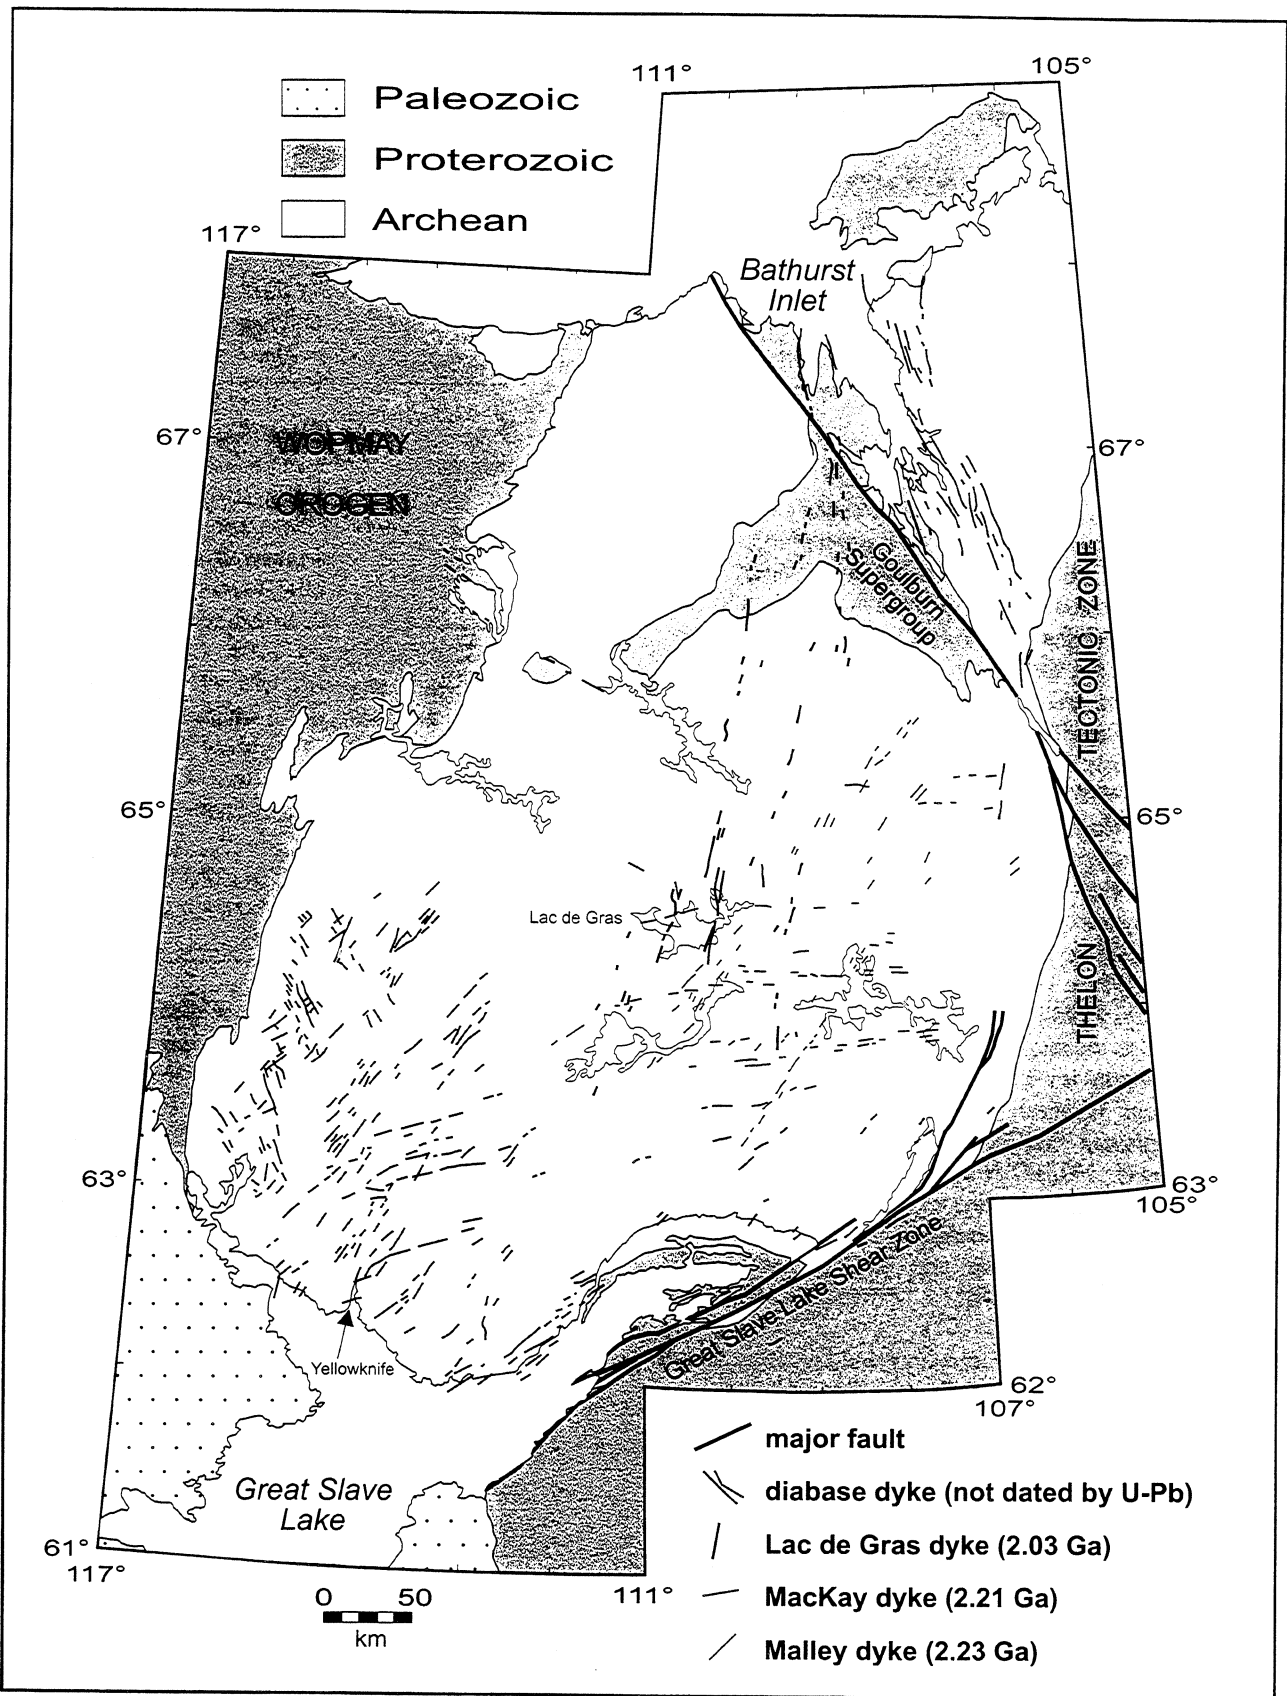 111°
105°
Paleozoic
Proterozoic
Archean
117°
Bathurst
Inlet
67°
WOPMAY
OROGEN
67°
Goulburn
Supergroup
TECTONIC ZONE
THELON
65°
65°
Lac de Gras
63°
63°
105°
Great Slave Lake Shear Zone
Yellowknife
62°
107°
Great Slave
Lake
61°
117°
111°
0 50
km
major fault
diabase dyke (not dated by U-Pb)
Lac de Gras dyke (2.03 Ga)
MacKay dyke (2.21 Ga)
Malley dyke (2.23 Ga)